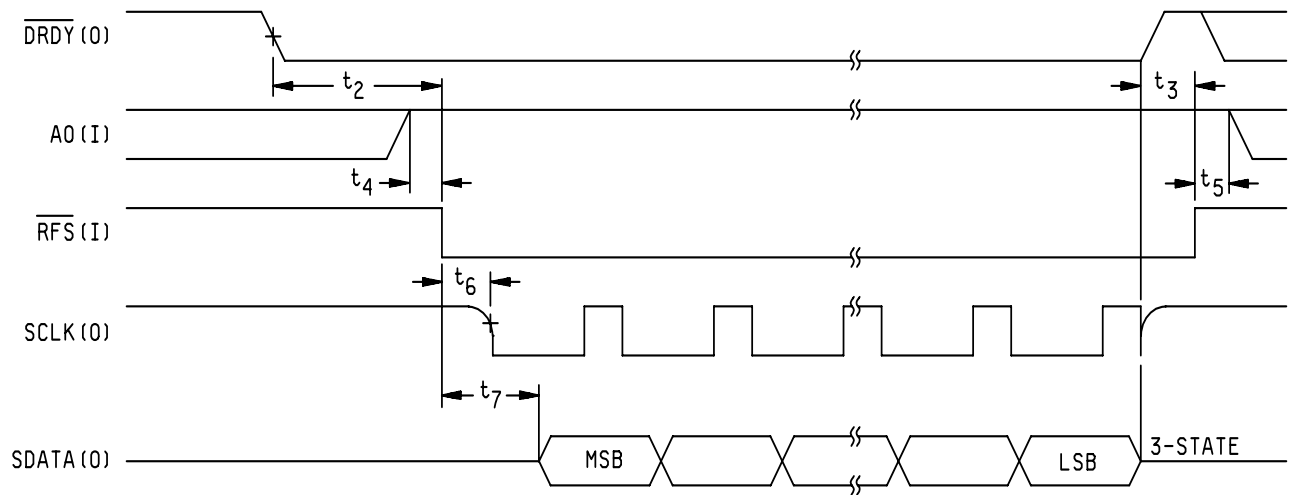 DRDY(O)
t2
t3
A0(I)
t4
t5
RFS(I)
t6
SCLK(O)
t7
SDATA(O)
MSB
LSB
3-STATE